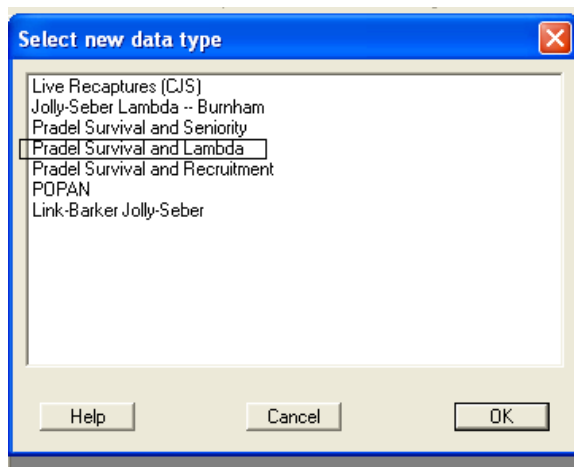 Select new data type
Live Recaptures (CJS)
Jolly-Seber Lambda -- Burnham
Pradel Survival and Seniority
Pradel Survival and Lambda
Pradel Survival and Recruitment
POPAN
Link-Barker Jolly-Seber
Help Cancel OK